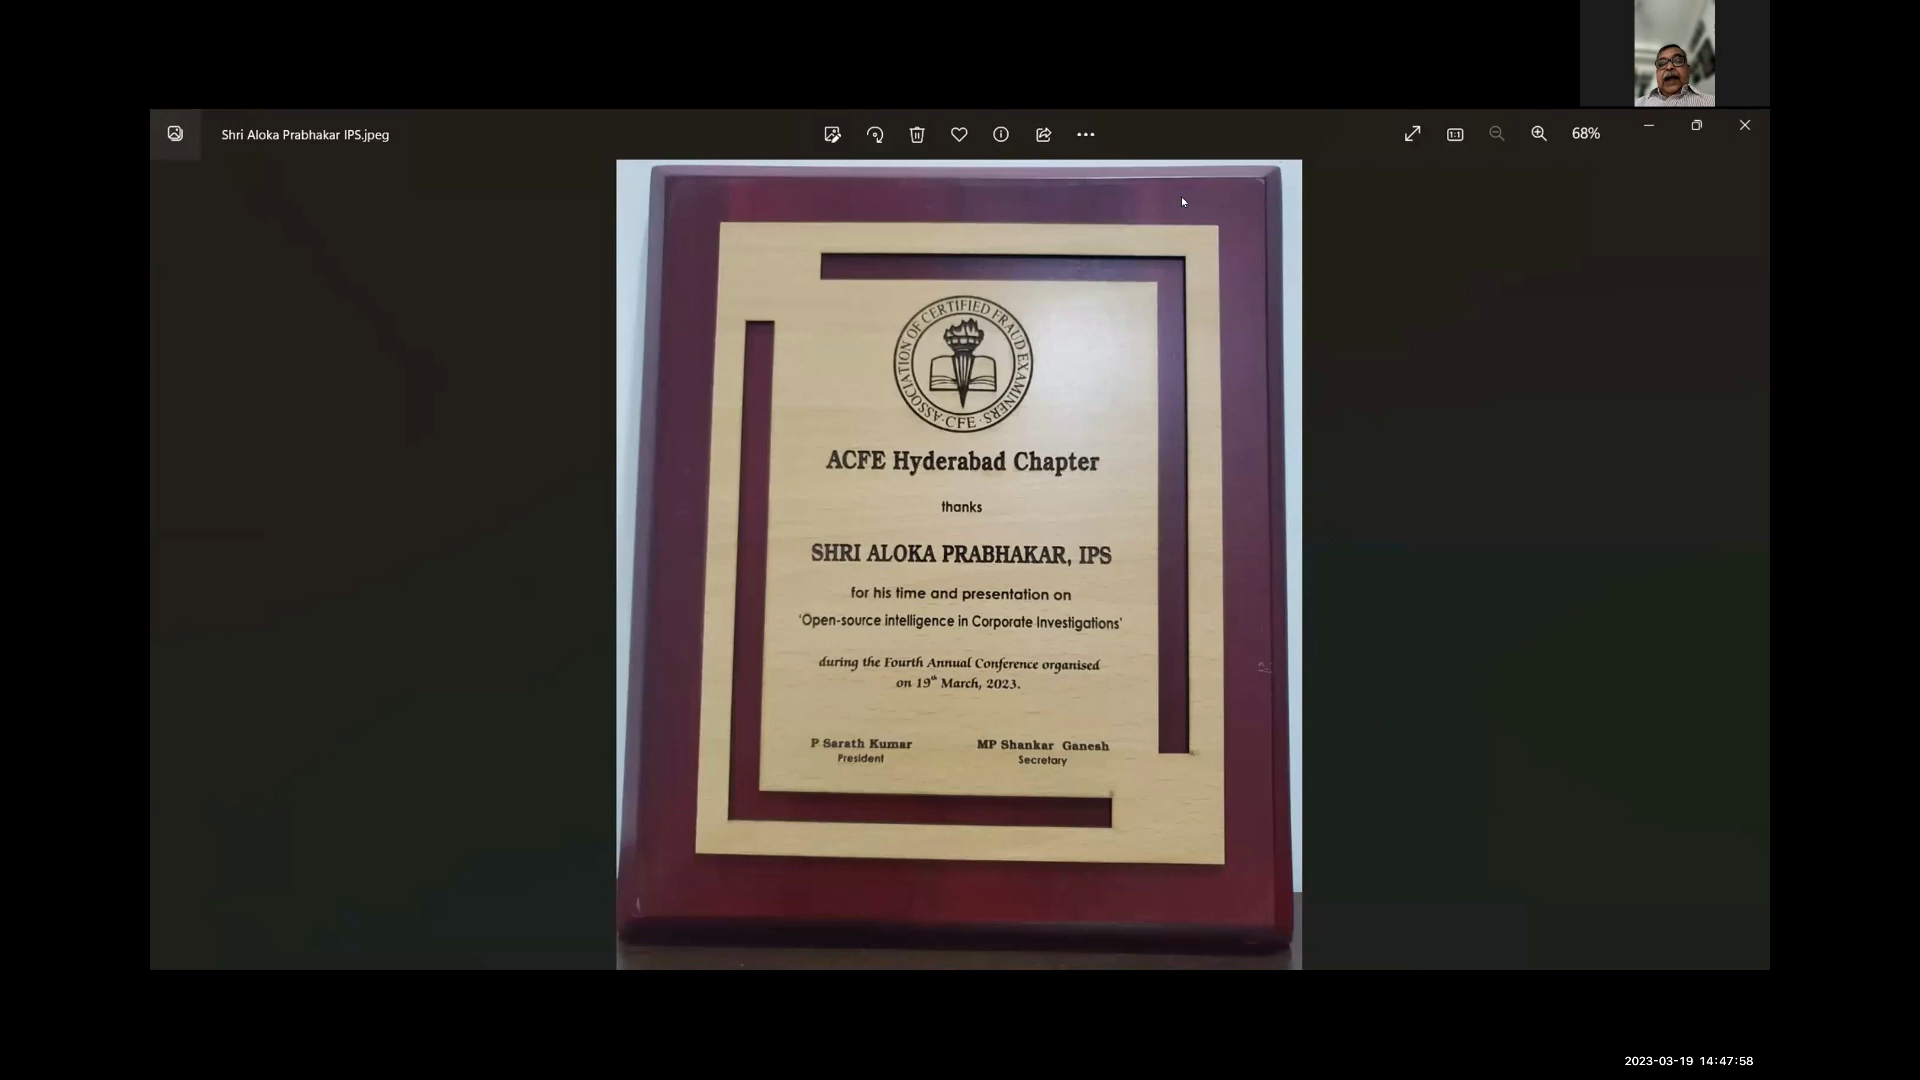 Shri Aloka Prabhakar IPS.jpeg
68%
ASSOCIATION OF CERTIFIED FRAUD EXAMINERS · CFE ·
ACFE Hyderabad Chapter
thanks
SHRI ALOKA PRABHAKAR, IPS
for his time and presentation on
'Open-source intelligence in Corporate Investigations'
during the Fourth Annual Conference organised
on 19th March, 2023.
P Sarath Kumar
President
MP Shankar Ganesh
Secretary
2023-03-19 14:47:58